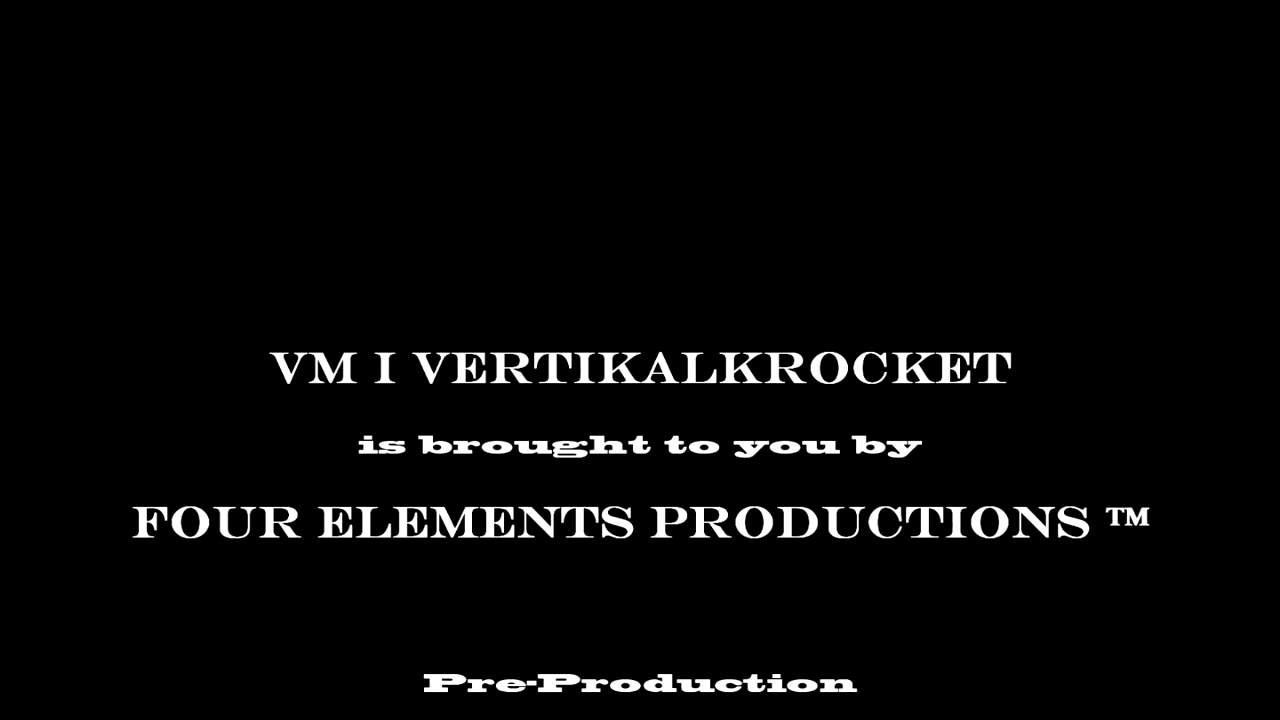 VM I VERTIKALKROCKET
is brought to you by
FOUR ELEMENTS PRODUCTIONS ™
Pre-Production